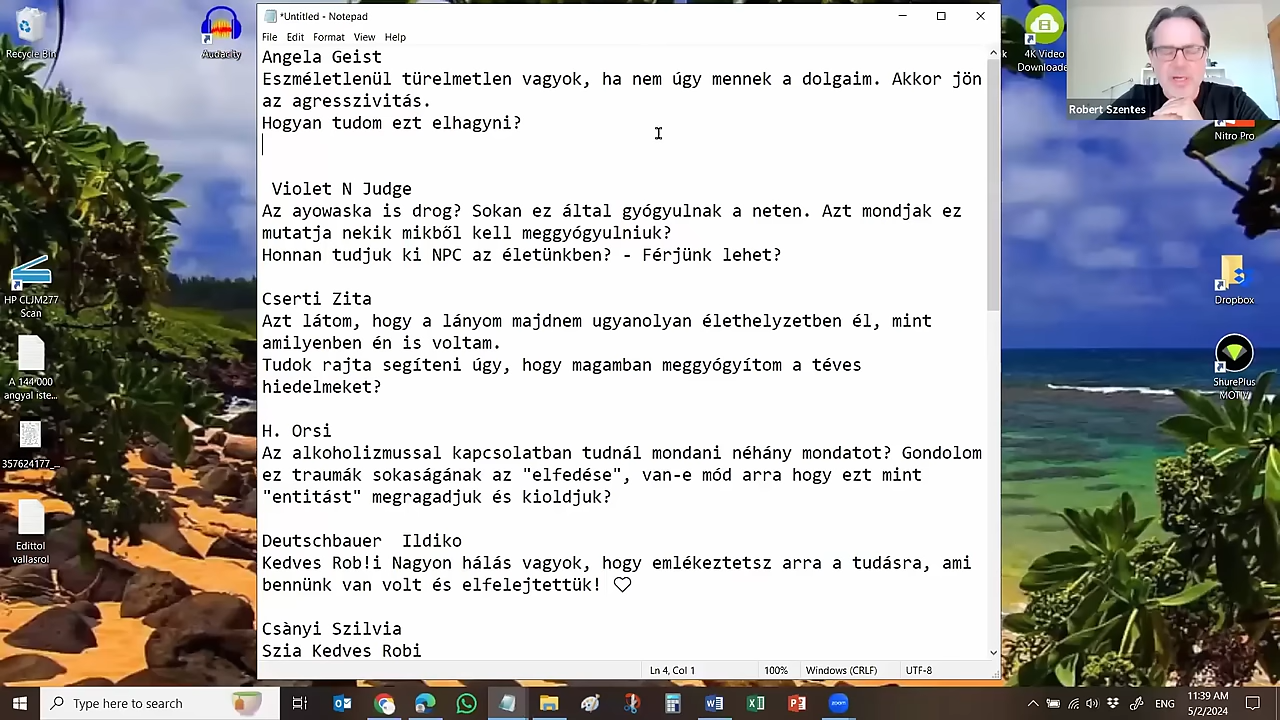 Recycle Bin
Audacity
*Untitled - Notepad
File Edit Format View Help
Angela Geist
Eszméletlenül türelmetlen vagyok, ha nem úgy mennek a dolgaim. Akkor jön
az agresszivitás.
Hogyan tudom ezt elhagyni?
Violet N Judge
Az ayowaska is drog? Sokan ez által gyógyulnak a neten. Azt mondjak ez
mutatja nekik mikből kell meggyógyulniuk?
Honnan tudjuk ki NPC az életünkben? - Férjünk lehet?
Cserti Zita
Azt látom, hogy a lányom majdnem ugyanolyan élethelyzetben él, mint
amilyenben én is voltam.
Tudok rajta segíteni úgy, hogy magamban meggyógyítom a téves
hiedelmeket?
H. Orsi
Az alkoholizmussal kapcsolatban tudnál mondani néhány mondatot? Gondolom
ez traumák sokaságának az "elfedése", van-e mód arra hogy ezt mint
"entitást" megragadjuk és kioldjuk?
Deutschbauer  Ildiko
Kedves Rob!i Nagyon hálás vagyok, hogy emlékeztetsz arra a tudásra, ami
bennünk van volt és elfelejtettük! ♡
Csànyi Szilvia
Szia Kedves Robi
Ln 4, Col 1 100% Windows (CRLF) UTF-8
4K Video
Downloade
Robert Szentes
Nitro Pro
HP CLJM277
Scan
A 144 000
angyal iste...
357624177_...
Edittol
vallasrol
Dropbox
ShurePlus
MOTIV
Type here to search
11:39 AM
5/2/2024